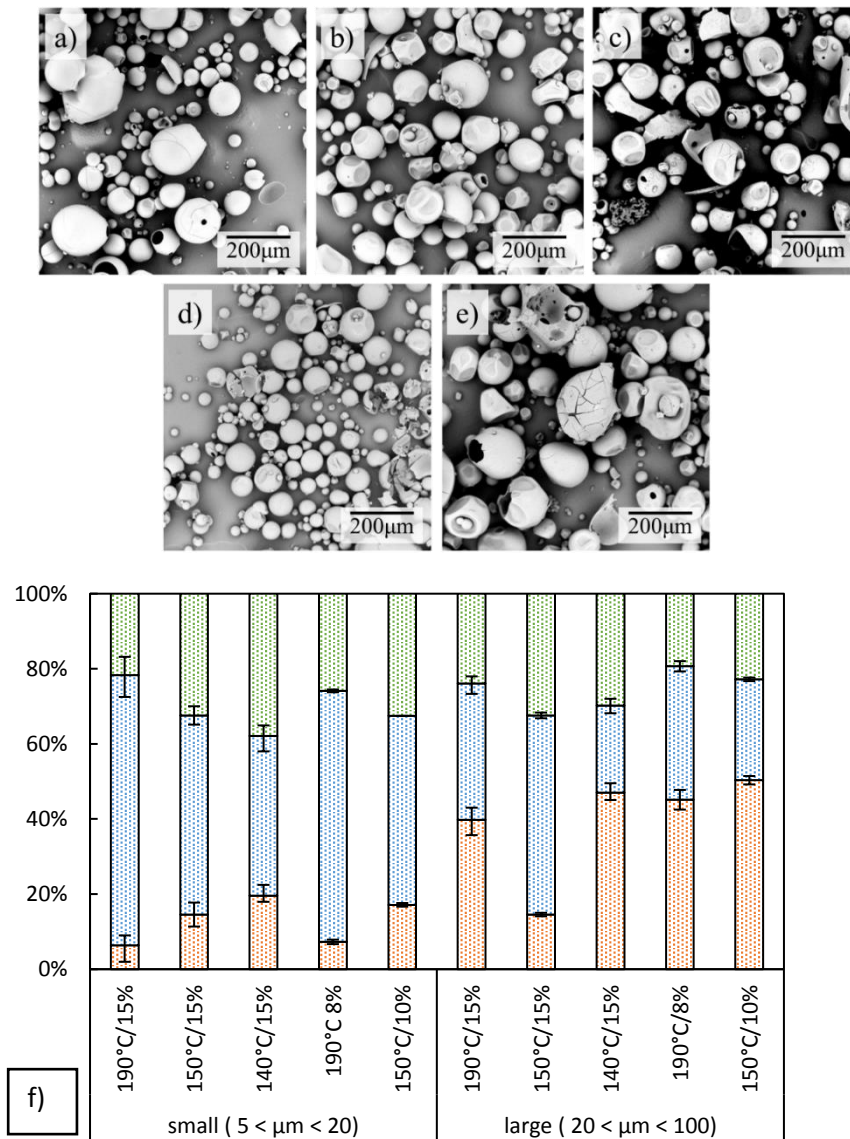 a)
200µm
b)
200µm
c)
200µm
d)
200µm
e)
200µm
100%
80%
60%
40%
20%
0%
190°C/15%
150°C/15%
140°C/15%
190°C 8%
150°C/10%
190°C/15%
150°C/15%
140°C/15%
190°C/8%
150°C/10%
small ( 5 < µm < 20)
large ( 20 < µm < 100)
f)